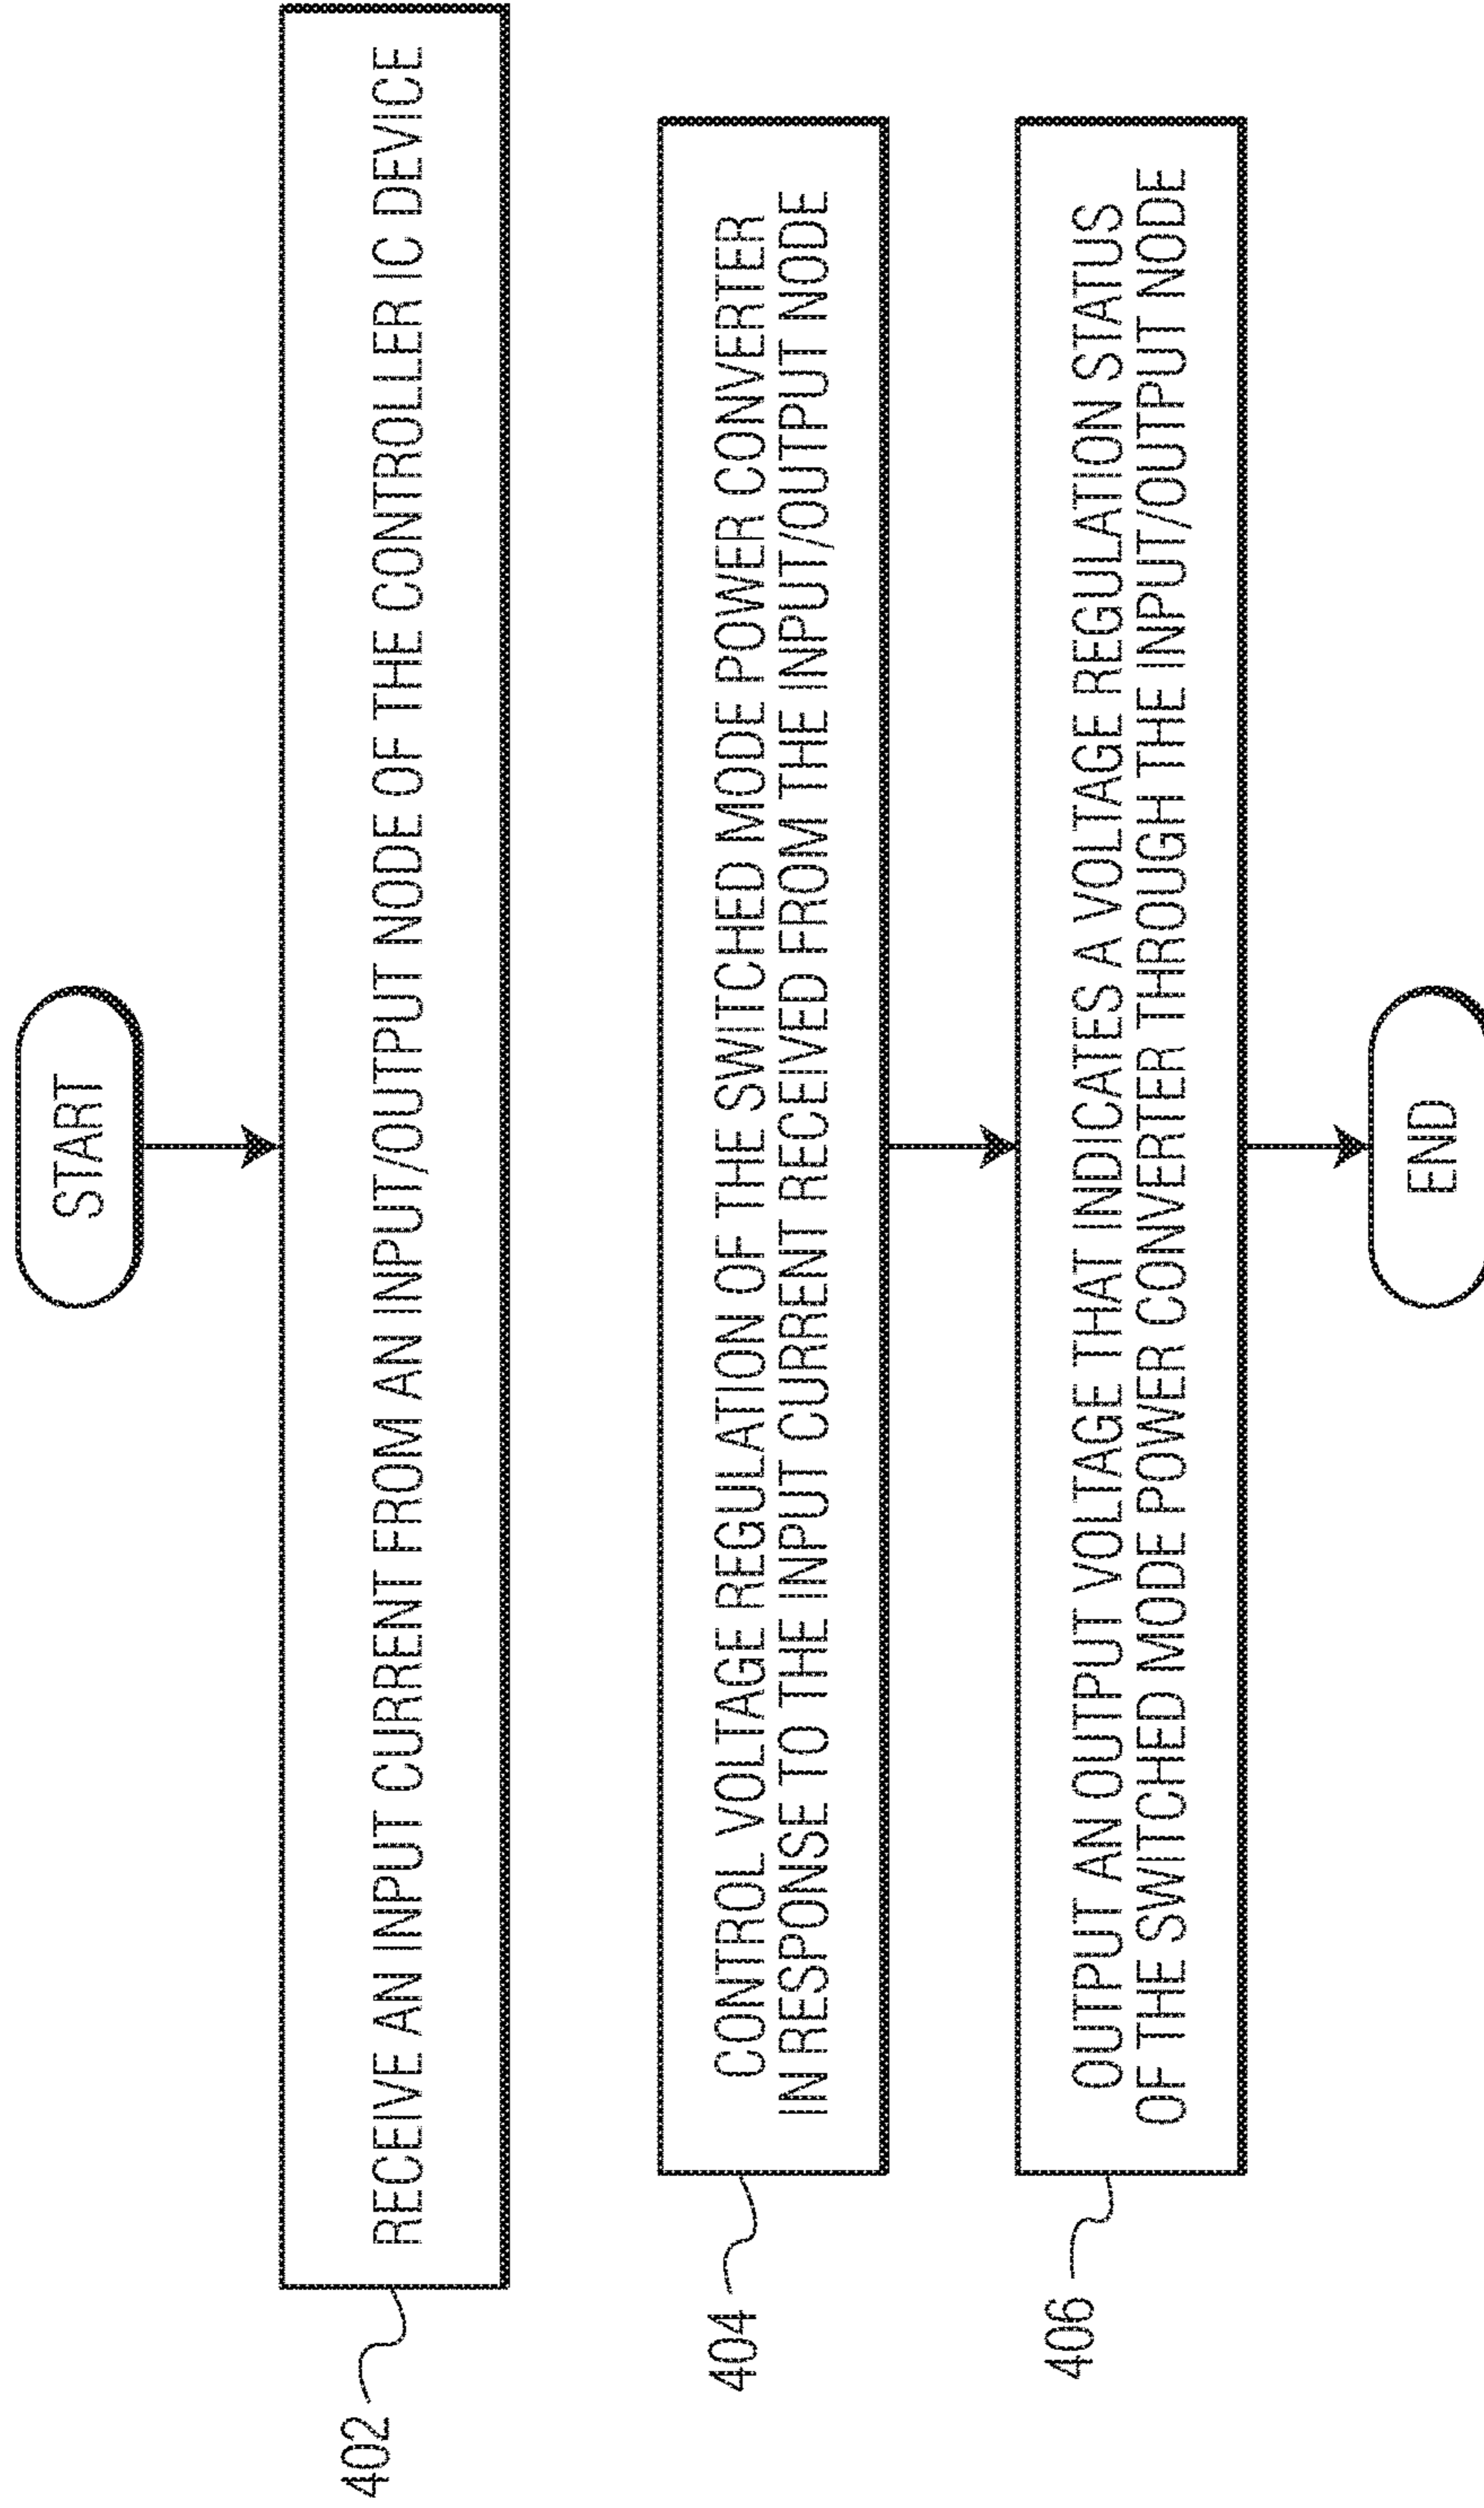 START
RECEIVE AN INPUT CURRENT FROM AN INPUT/OUTPUT NODE OF THE CONTROLLER IC DEVICE
402
CONTROL VOLTAGE REGULATION OF THE SWITCHED MODE POWER CONVERTER
IN RESPONSE TO THE INPUT CURRENT RECEIVED FROM THE INPUT/OUTPUT NODE
404
OUTPUT AN OUTPUT VOLTAGE THAT INDICATES A VOLTAGE REGULATION STATUS
OF THE SWITCHED MODE POWER CONVERTER THROUGH THE INPUT/OUTPUT NODE
406
END